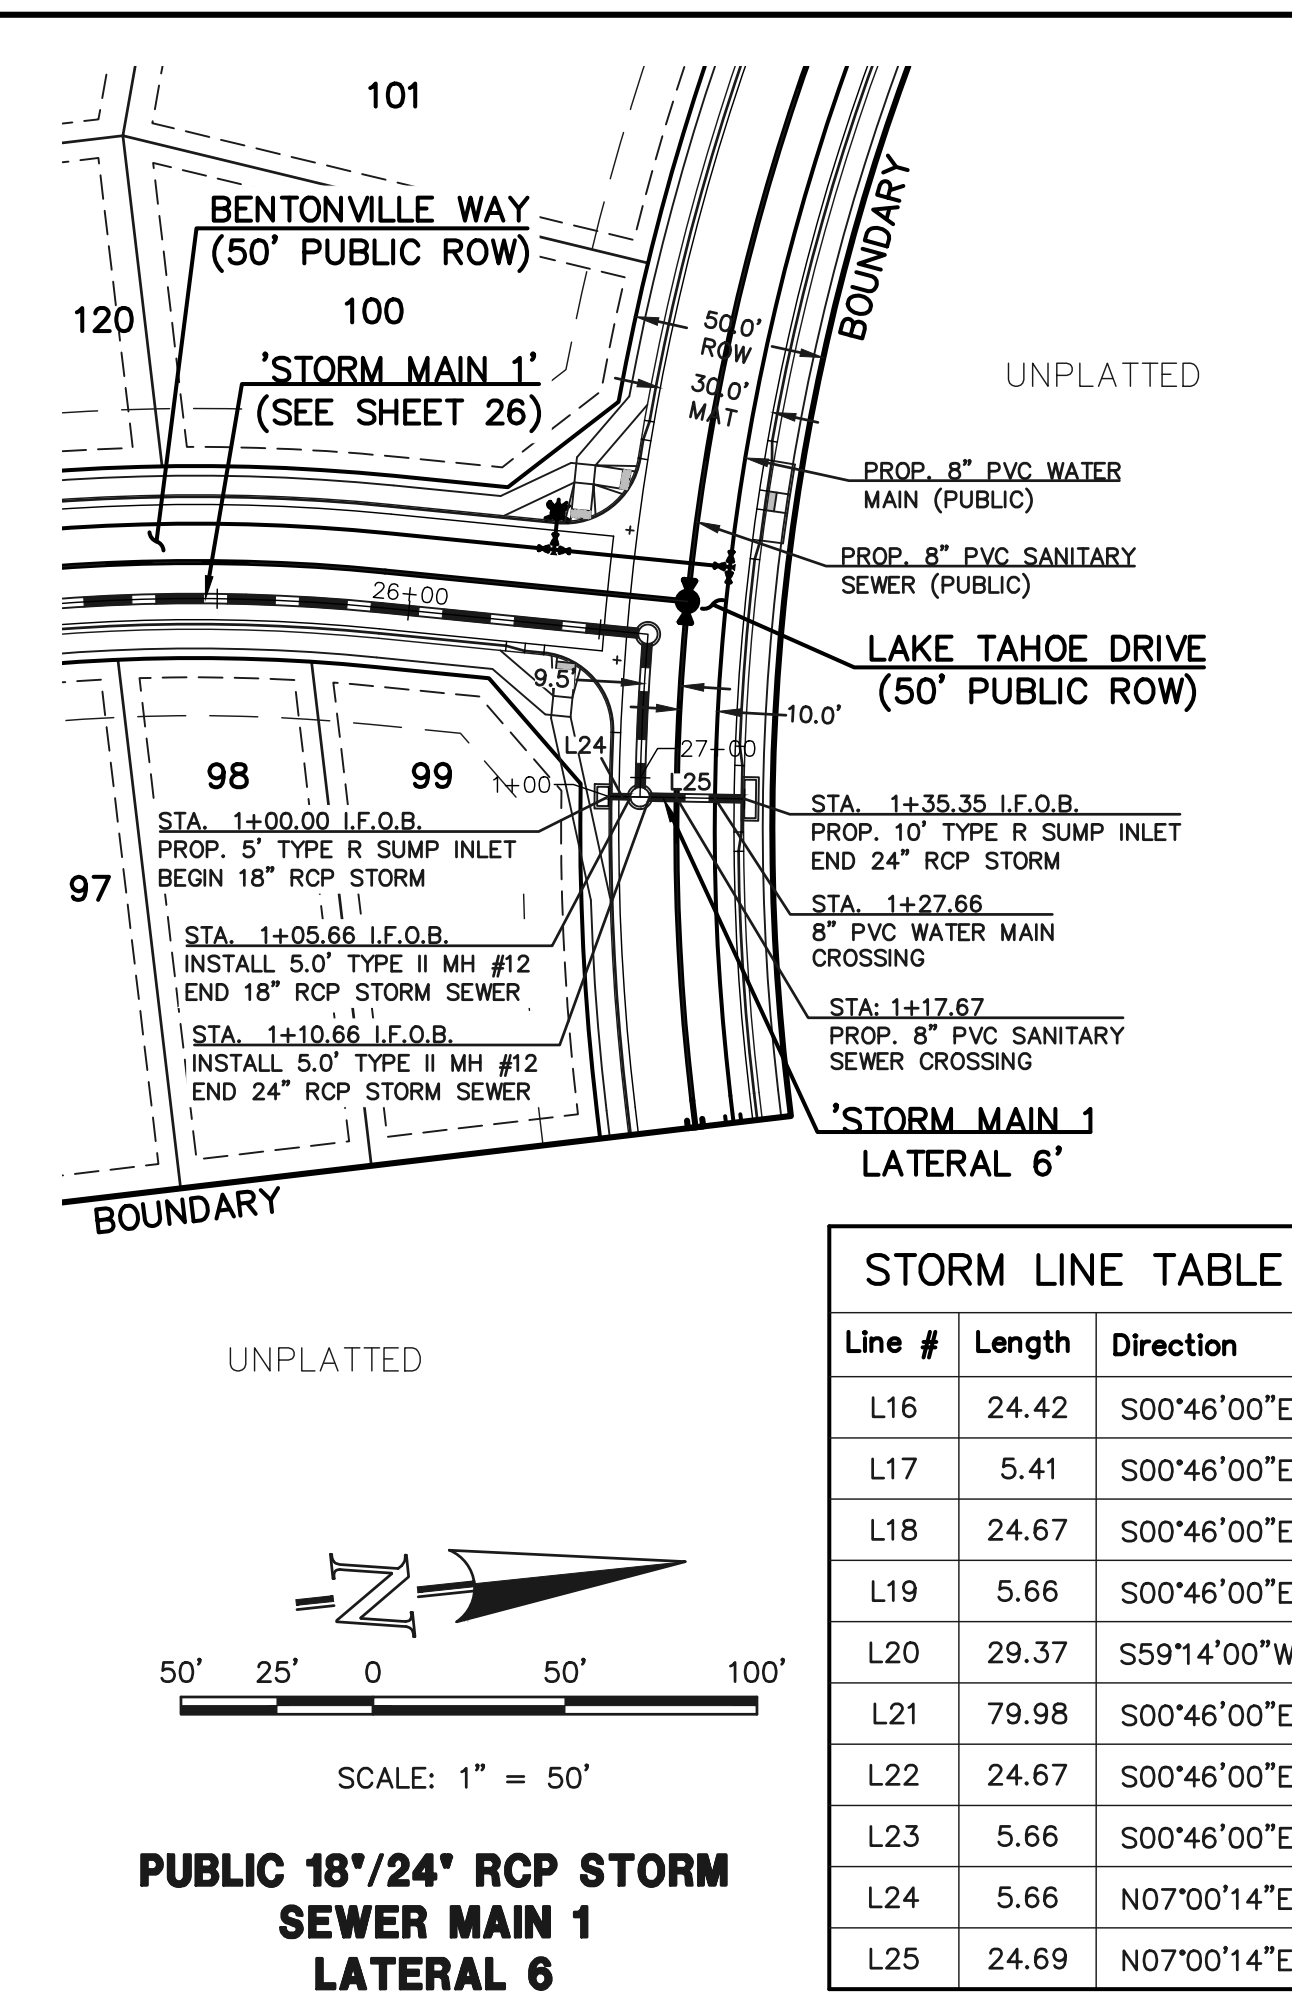 101
BENTONVILLE WAY
(50' PUBLIC ROW)
120
100
'STORM MAIN 1'
(SEE SHEET 26)
50.0'
ROW
30.0'
MAT
BOUNDARY
UNPLATTED
PROP. 8" PVC WATER
MAIN (PUBLIC)
PROP. 8" PVC SANITARY
SEWER (PUBLIC)
26+00
LAKE TAHOE DRIVE
(50' PUBLIC ROW)
9.5'
10.0'
L24
27+00
L25
1+00
98
99
97
STA. 1+00.00 I.F.O.B.
PROP. 5' TYPE R SUMP INLET
BEGIN 18" RCP STORM
STA. 1+05.66 I.F.O.B.
INSTALL 5.0' TYPE II MH #12
END 18" RCP STORM SEWER
STA. 1+10.66 I.F.O.B.
INSTALL 5.0' TYPE II MH #12
END 24" RCP STORM SEWER
STA. 1+35.35 I.F.O.B.
PROP. 10' TYPE R SUMP INLET
END 24" RCP STORM
STA. 1+27.66
8" PVC WATER MAIN
CROSSING
STA: 1+17.67
PROP. 8" PVC SANITARY
SEWER CROSSING
'STORM MAIN 1
LATERAL 6'
BOUNDARY
UNPLATTED
STORM LINE TABLE
Line # Length Direction
L16 24.42 S00°46'00"E
L17 5.41 S00°46'00"E
L18 24.67 S00°46'00"E
L19 5.66 S00°46'00"E
L20 29.37 S59°14'00"W
L21 79.98 S00°46'00"E
L22 24.67 S00°46'00"E
L23 5.66 S00°46'00"E
L24 5.66 N07°00'14"E
L25 24.69 N07°00'14"E
N
50' 25' 0 50' 100'
SCALE: 1" = 50'
PUBLIC 18"/24" RCP STORM
SEWER MAIN 1
LATERAL 6